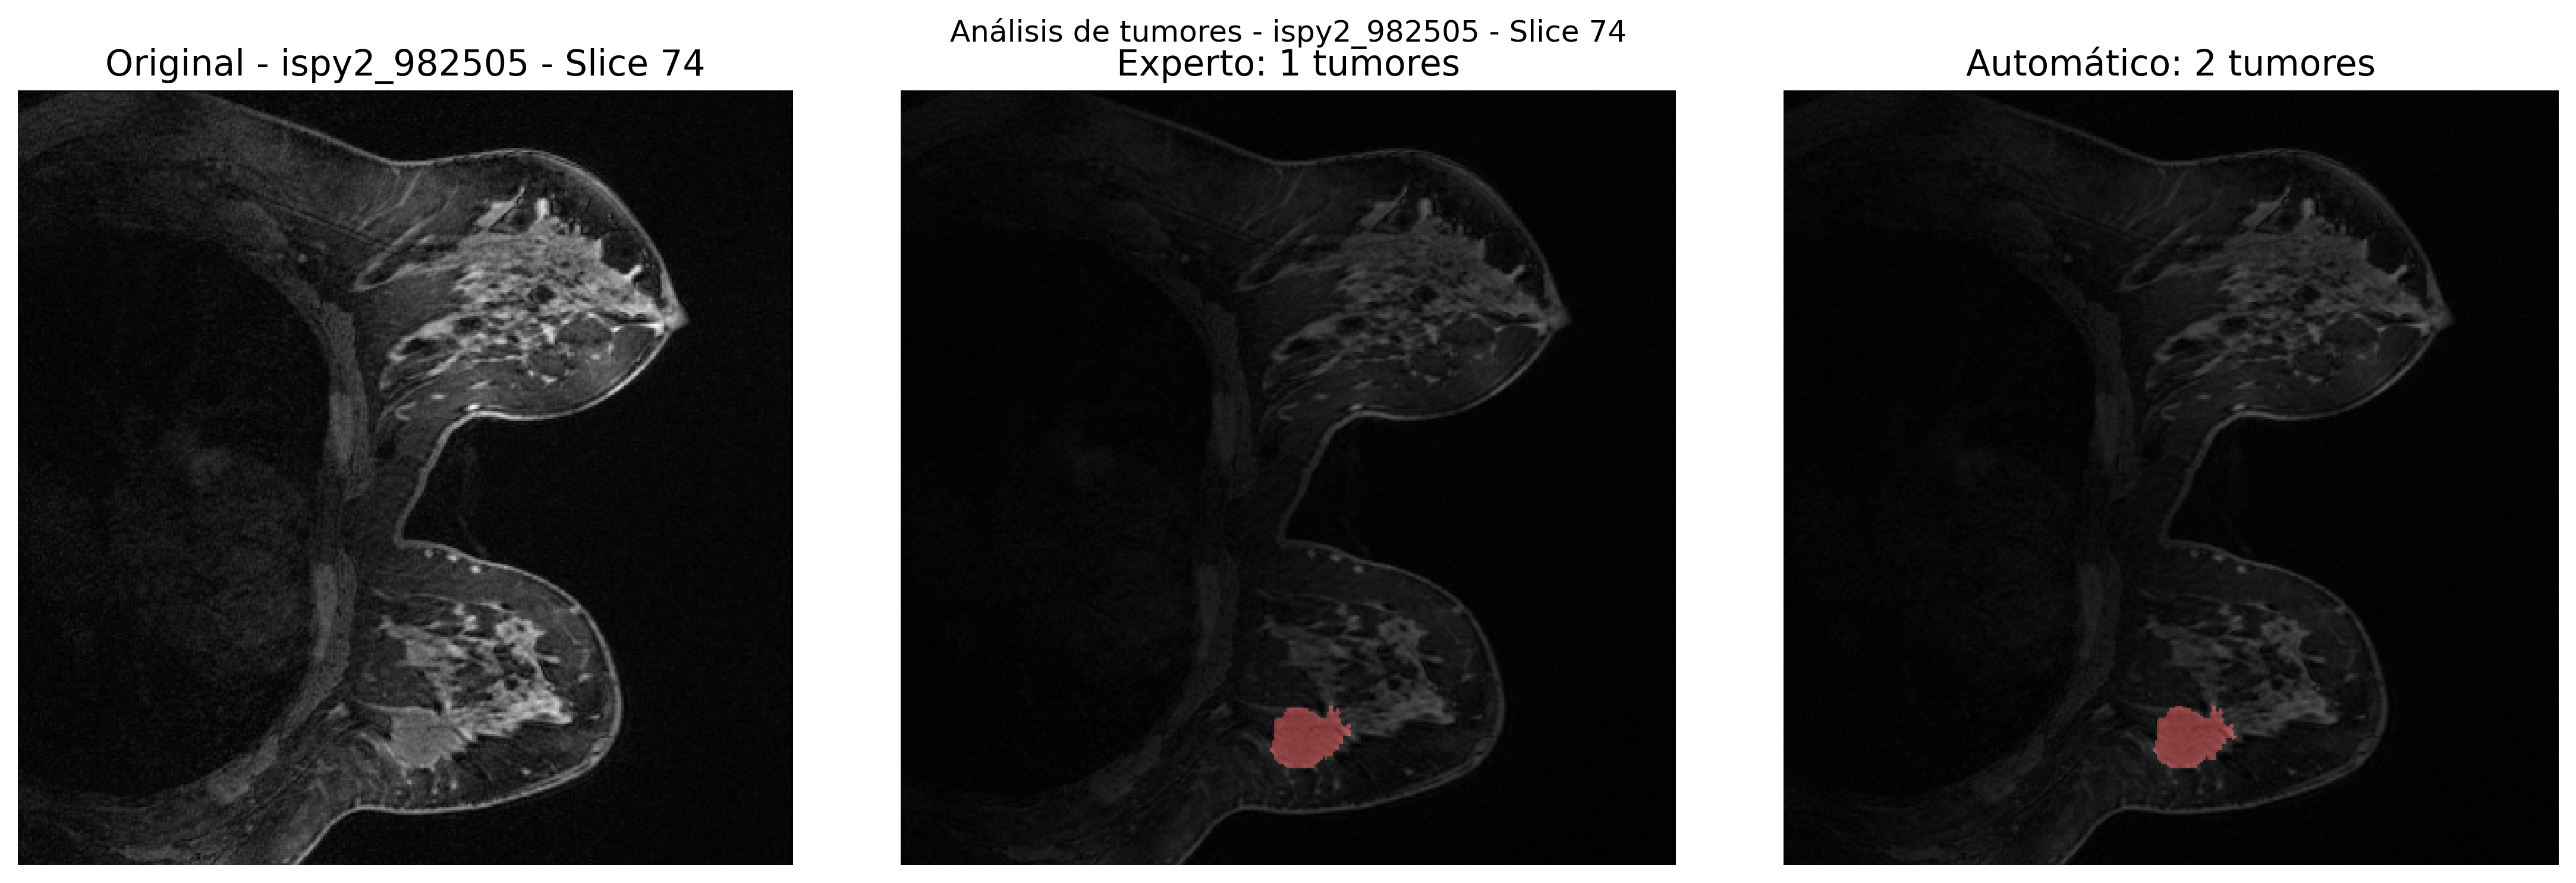 Análisis de tumores - ispy2_982505 - Slice 74
Original - ispy2_982505 - Slice 74
Experto: 1 tumores
Automático: 2 tumores